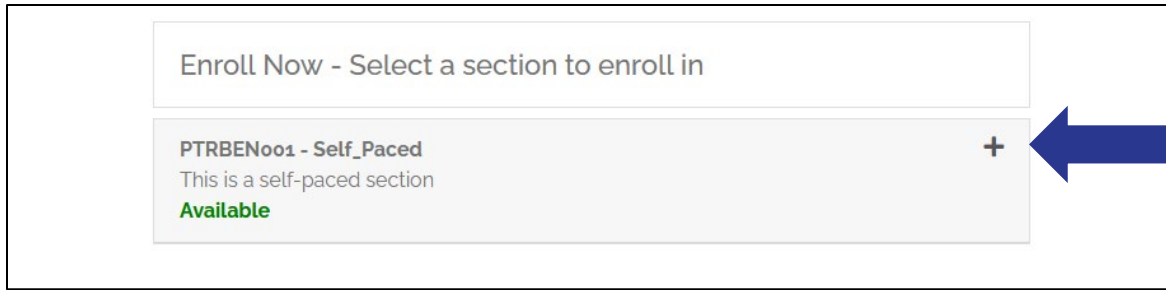 Enroll Now - Select a section to enroll in
PTRBEN001 - Self_Paced
This is a self-paced section
Available